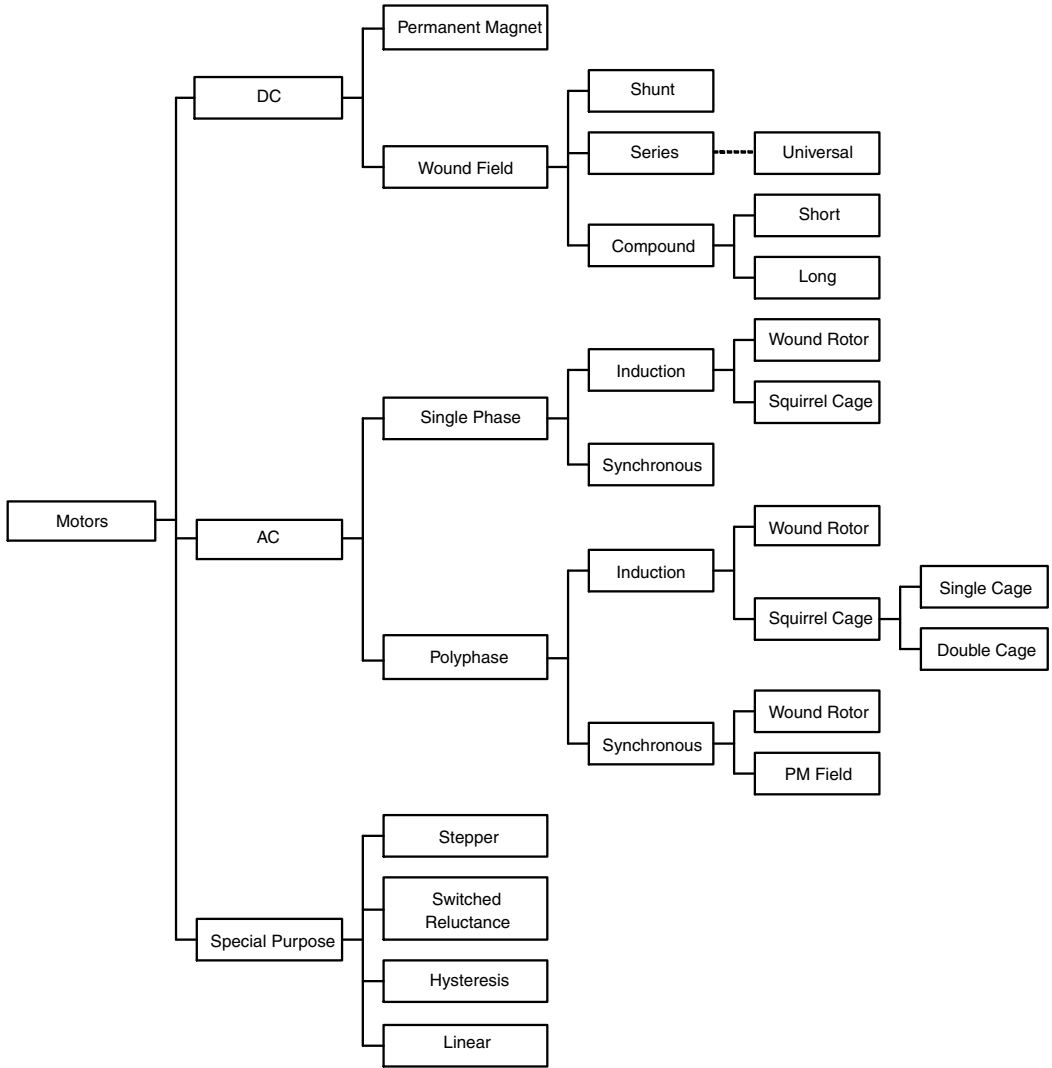 Permanent Magnet
DC
Shunt
Series
Universal
Wound Field
Short
Compound
Long
Wound Rotor
Induction
Squirrel Cage
Single Phase
Synchronous
Motors
AC
Wound Rotor
Induction
Single Cage
Squirrel Cage
Double Cage
Polyphase
Wound Rotor
Synchronous
PM Field
Stepper
Switched
Reluctance
Special Purpose
Hysteresis
Linear